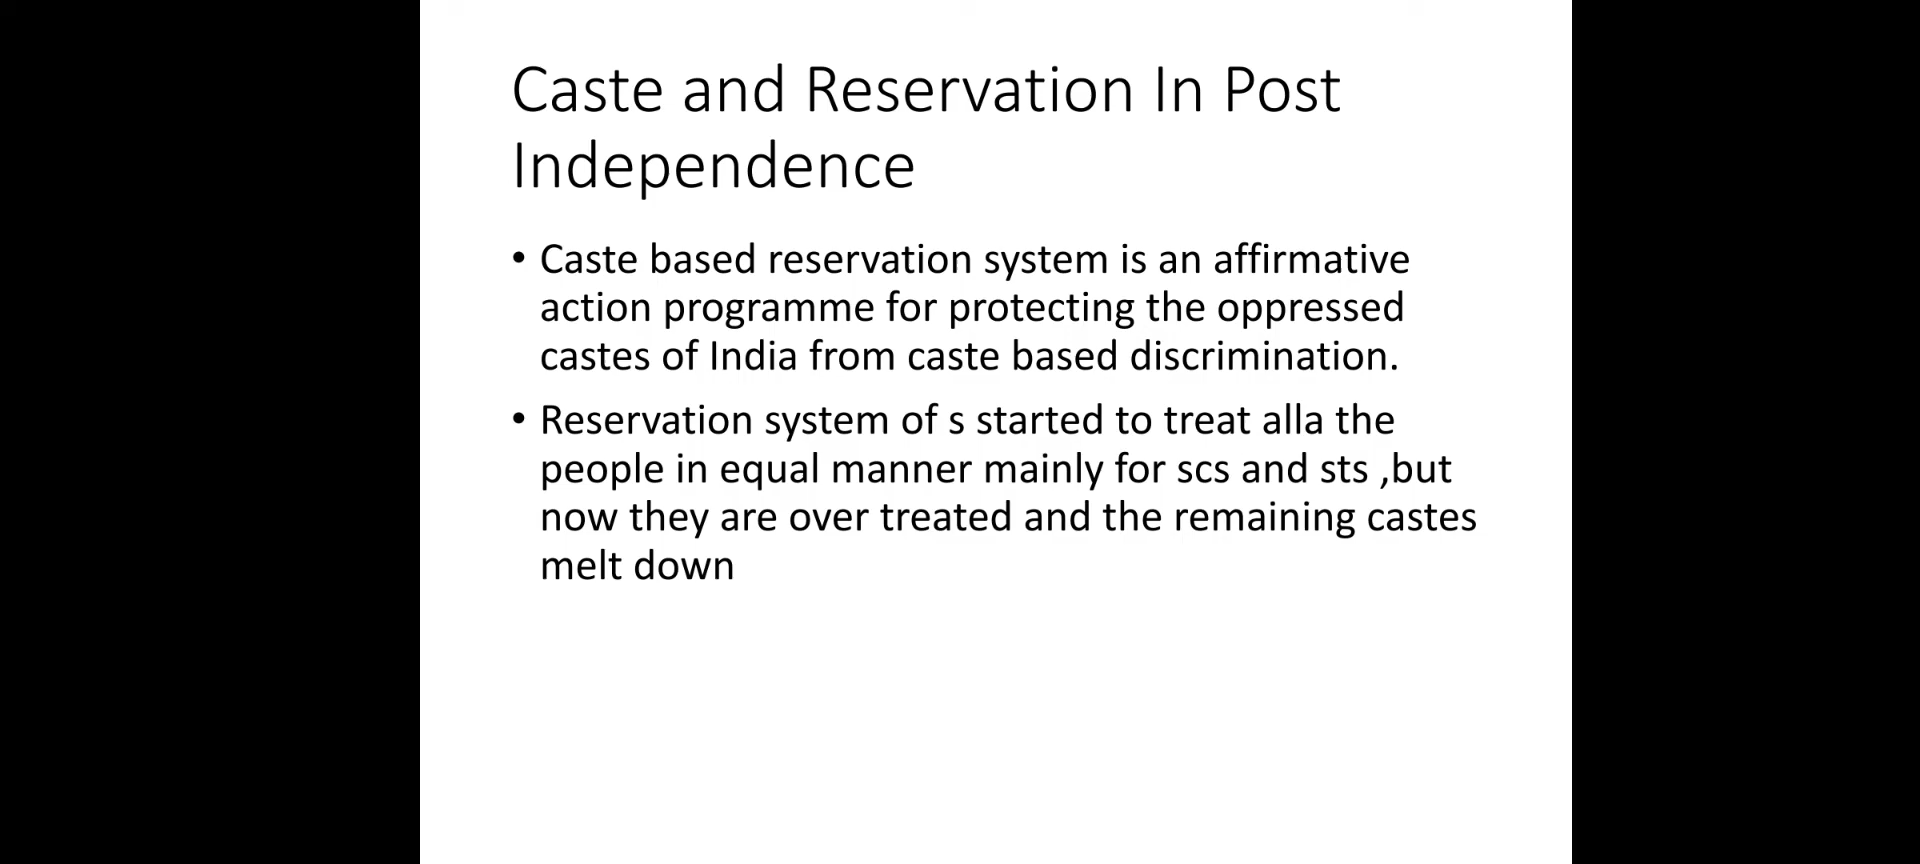 Caste and Reservation In Post
Independence
• Caste based reservation system is an affirmative
action programme for protecting the oppressed
castes of India from caste based discrimination.
• Reservation system of s started to treat alla the
people in equal manner mainly for scs and sts ,but
now they are over treated and the remaining castes
melt down